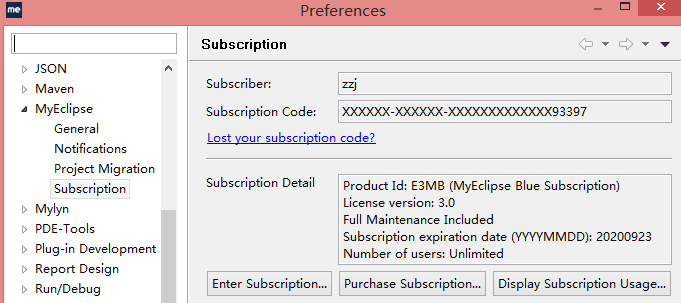 me
Preferences
Subscription
JSON
Maven
MyEclipse
General
Notifications
Project Migration
Subscription
Mylyn
PDE-Tools
Plug-in Development
Report Design
Run/Debug
Subscriber:
zzj
Subscription Code:
XXXXXX-XXXXXX-XXXXXXXXXXXXX93397
Lost your subscription code?
Subscription Detail
Product Id: E3MB (MyEclipse Blue Subscription)
License version: 3.0
Full Maintenance Included
Subscription expiration date (YYYYMMDD): 20200923
Number of users: Unlimited
Enter Subscription...
Purchase Subscription...
Display Subscription Usage...